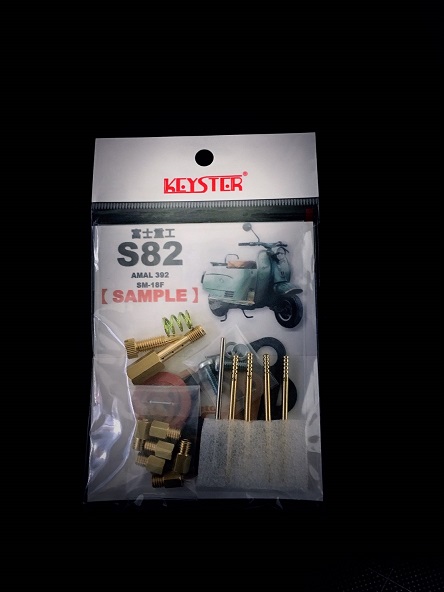 KEYSTER
富士重工
S82
AMAL 392
SM-18F
【 SAMPLE 】